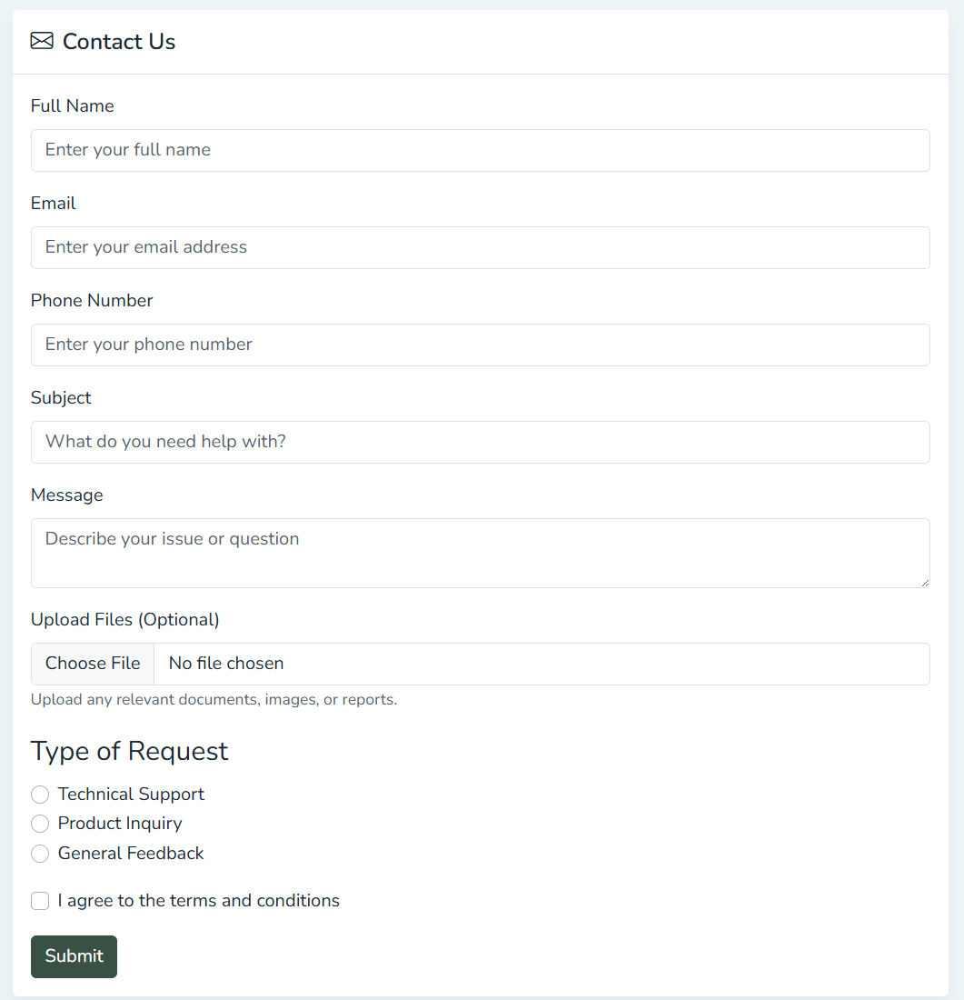 Contact Us
Full Name
Enter your full name
Email
Enter your email address
Phone Number
Enter your phone number
Subject
What do you need help with?
Message
Describe your issue or question
Upload Files (Optional)
Choose File No file chosen
Upload any relevant documents, images, or reports.
Type of Request
Technical Support
Product Inquiry
General Feedback
I agree to the terms and conditions
Submit